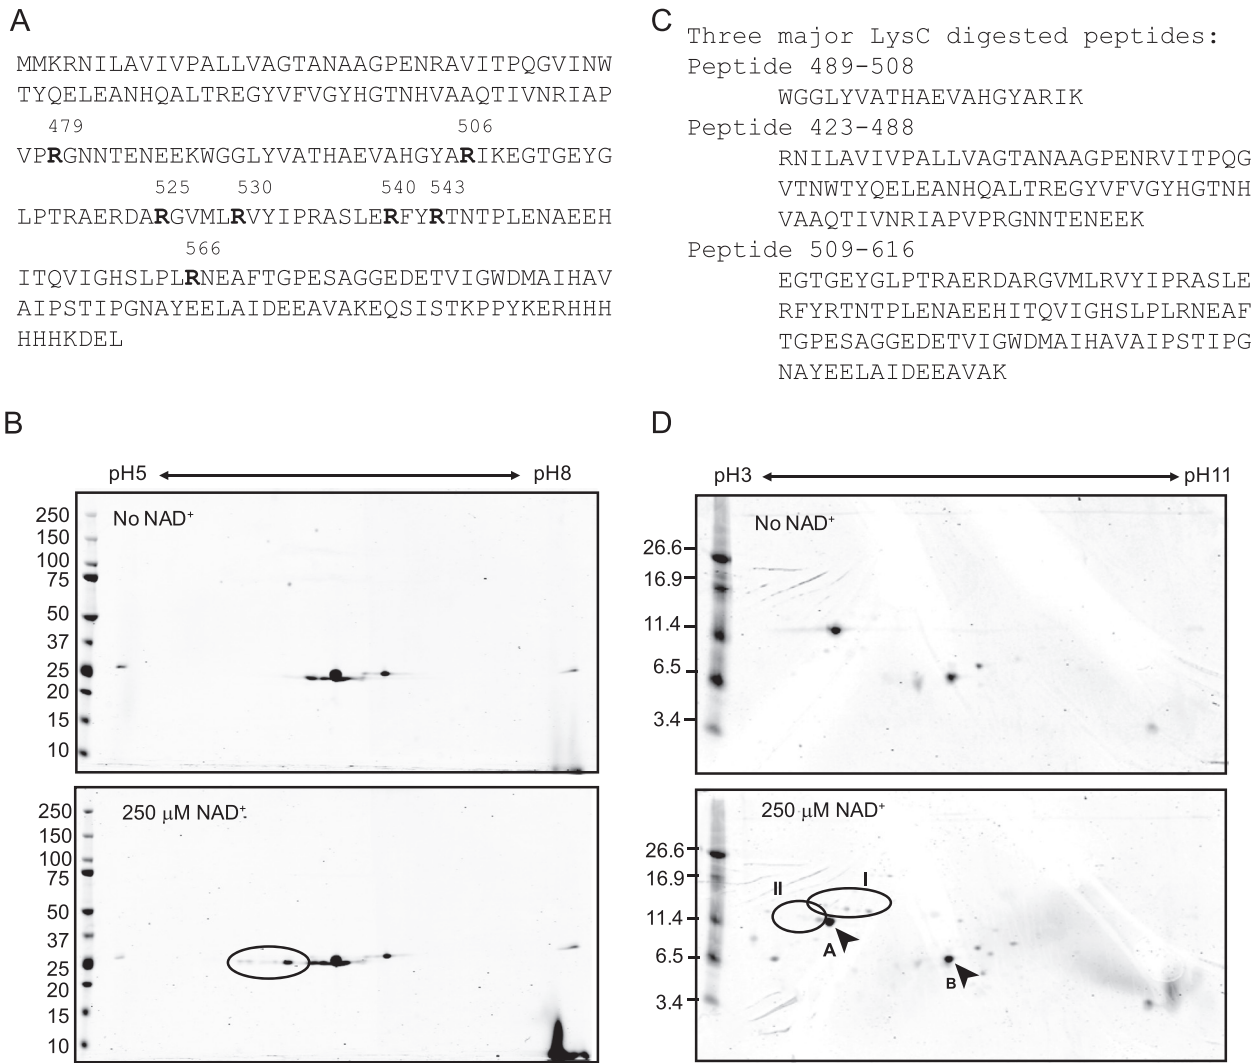 A
MMKRNILAVIVPALLVAGTANAAGPENRAVITPQGVINW
TYQELEANHQALTREGYVFVGYHGTNHVAAQTIVNRIAP
479 506
VPRGNNTENEEKWGGLYVATHAEVAHGYARIKEGTGEYG
525 530 540 543
LPTRAERDARGVMLRVYIPRASLERFYRTNTPLENAEEH
566
ITQVIGHSLPLRNEAFTGPESAGGEDETVIGWDMAIHAV
AIPSTIPGNAYEELAIDEEAVAKEQSISTKPPYKERHHH
HHHKDEL
C
Three major LysC digested peptides:
Peptide 489-508
WGGLYVATHAEVAHGYARIK
Peptide 423-488
RNILAVIVPALLVAGTANAAGPENRVITPQG
VTNWTYQELEANHQALTREGYVFVGYHGTNH
VAAQTIVNRIAPVPRGNNTENEEK
Peptide 509-616
EGTGEYGLPTRAERDARGVMLRVYIPRASLE
RFYRTNTPLENAEEHITQVIGHSLPLRNEAF
TGPESAGGEDETVIGWDMAIHAVAIPSTIPG
NAYEELAIDEEAVAK
B
pH5 pH8
No NAD+
250
150
100
75
50
37
25
20
15
10
250 μM NAD+.
250
150
100
75
50
37
25
20
15
10
D
pH3 pH11
No NAD+
26.6
16.9
11.4
6.5
3.4
250 μM NAD+
26.6
16.9
11.4
6.5
3.4
II
I
A
B